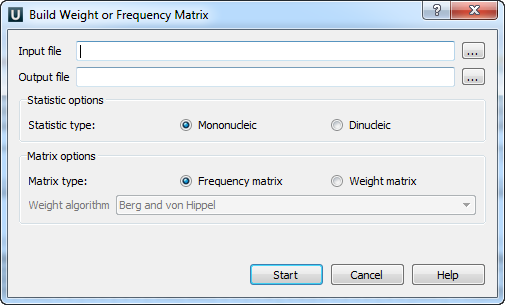 U Build Weight or Frequency Matrix ?
Input file ...
Output file ...
Statistic options
Statistic type: Mononucleic Dinucleic
Matrix options
Matrix type: Frequency matrix Weight matrix
Weight algorithm Berg and von Hippel
Start Cancel Help